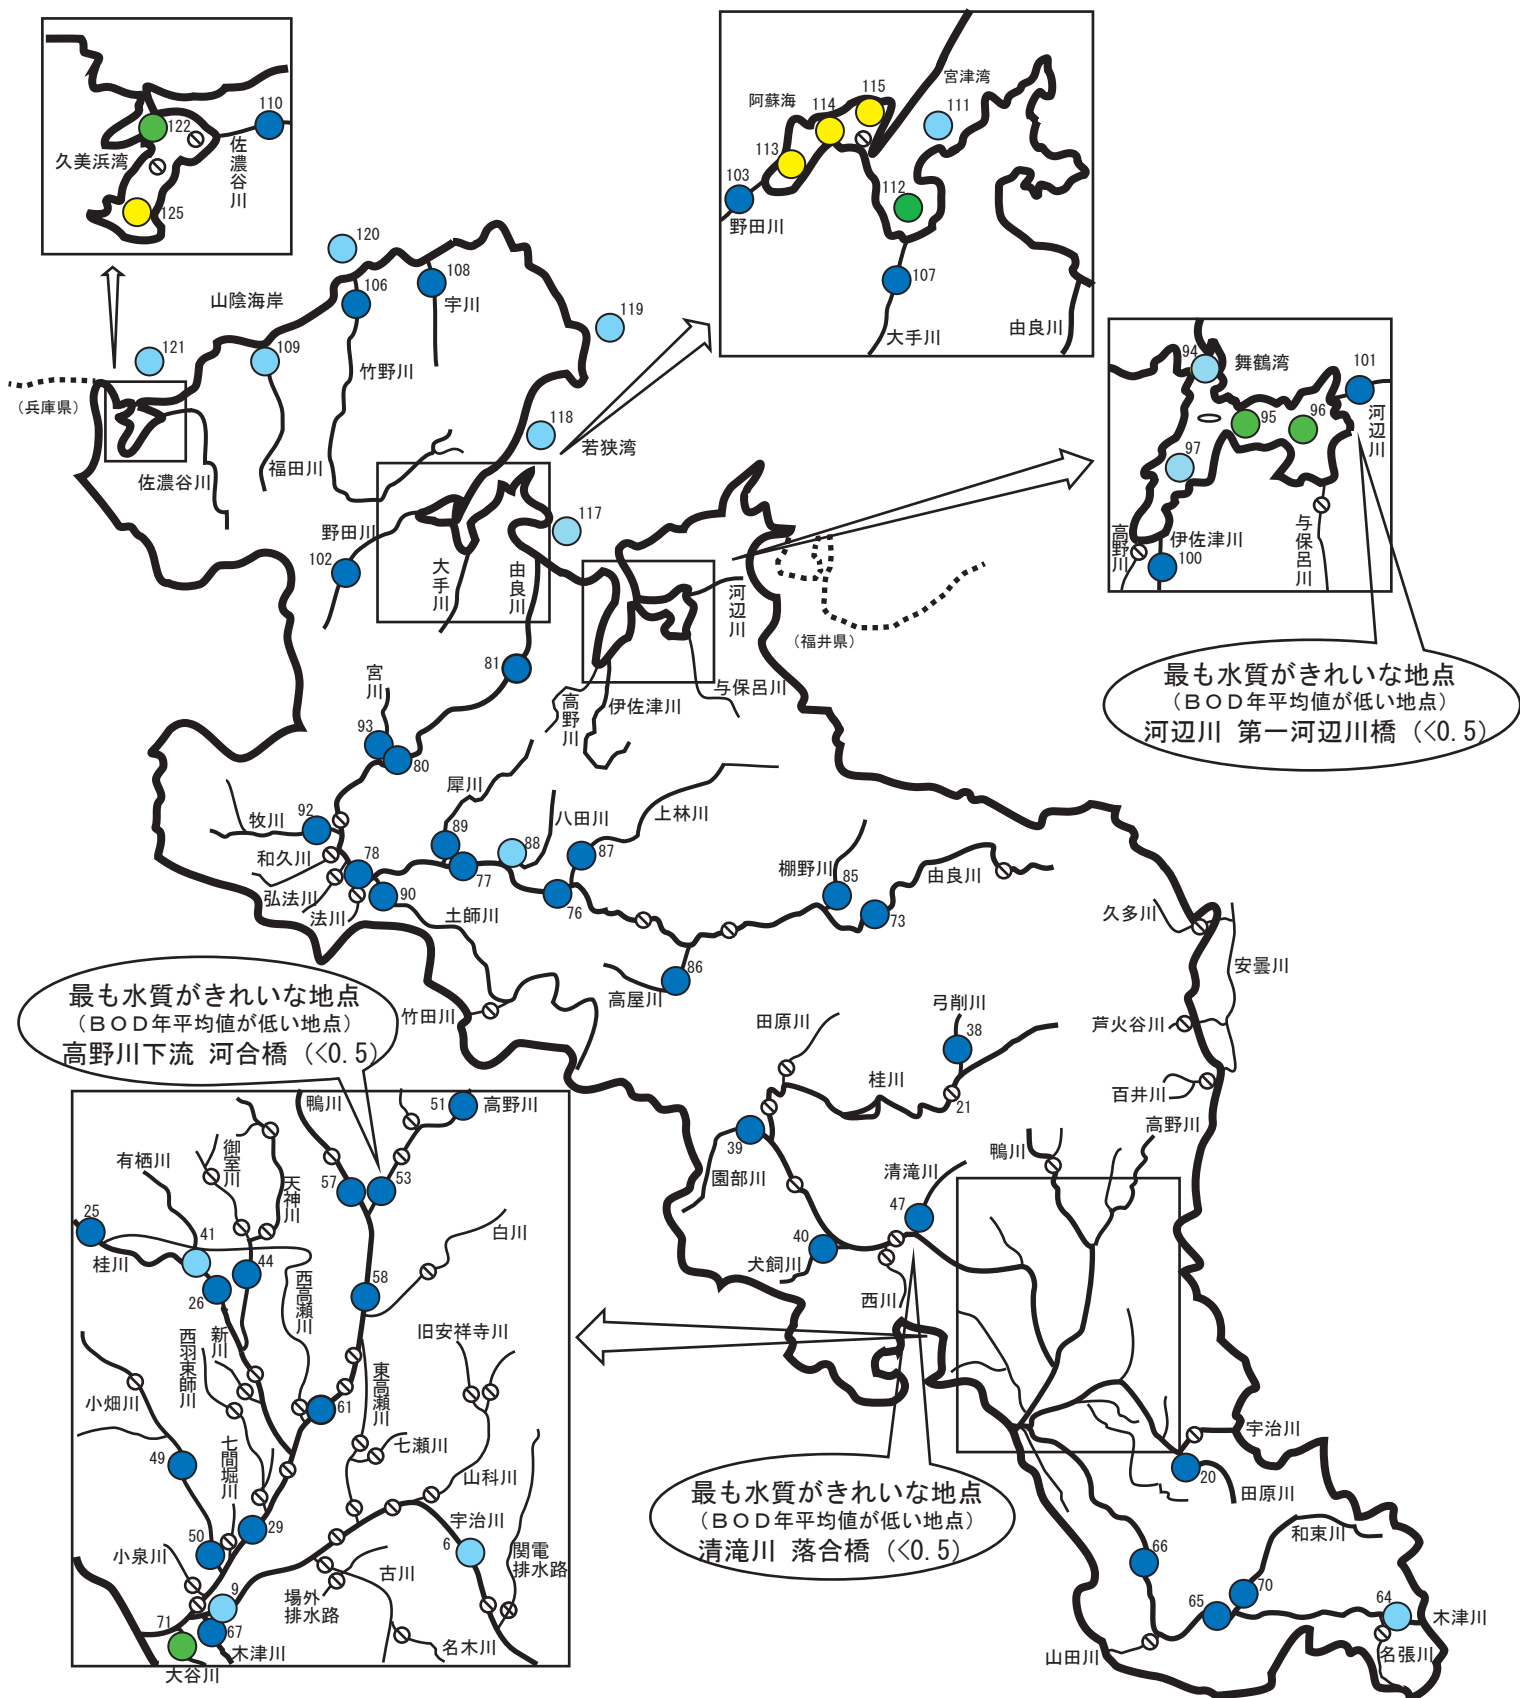 122
110
久美浜湾
佐濃谷川
125
宮津湾
阿蘇海
115
114
111
113
103
112
野田川
107
大手川
由良川
120
108
106
山陰海岸
宇川
119
121
109
竹野川
(兵庫県)
118
若狭湾
佐濃谷川
福田川
94
舞鶴湾
101
95
96
河辺川
97
高野川
伊佐津川
100
与保呂川
最も水質がきれいな地点
(BOD年平均値が低い地点)
河辺川 第一河辺川橋 (<0.5)
野田川
117
102
大手川
由良川
河辺川
(福井県)
81
宮川
高野川
伊佐津川
与保呂川
93
80
犀川
牧川
92
89
88
八田川
上林川
87
和久川
78
77
棚野川
85
由良川
弘法川
法川
90
土師川
76
73
久多川
安曇川
86
高屋川
竹田川
最も水質がきれいな地点
(BOD年平均値が低い地点)
高野川下流 河合橋 (<0.5)
田原川
弓削川
38
芦火谷川
桂川
21
百井川
39
高野川
鴨川
園部川
清滝川
47
40
犬飼川
西川
鴨川
51
高野川
有栖川
御室川
天神川
57
53
25
41
白川
桂川
44
26
西高瀬川
58
新川
西羽束師川
旧安祥寺川
小畑川
東高瀬川
61
七瀬川
49
七間堀川
山科川
50
29
宇治川
6
小泉川
関電
排水路
古川
場外
排水路
9
71
67
木津川
名木川
大谷川
最も水質がきれいな地点
(BOD年平均値が低い地点)
清滝川 落合橋 (<0.5)
宇治川
20
田原川
和束川
66
70
65
64
木津川
山田川
名張川